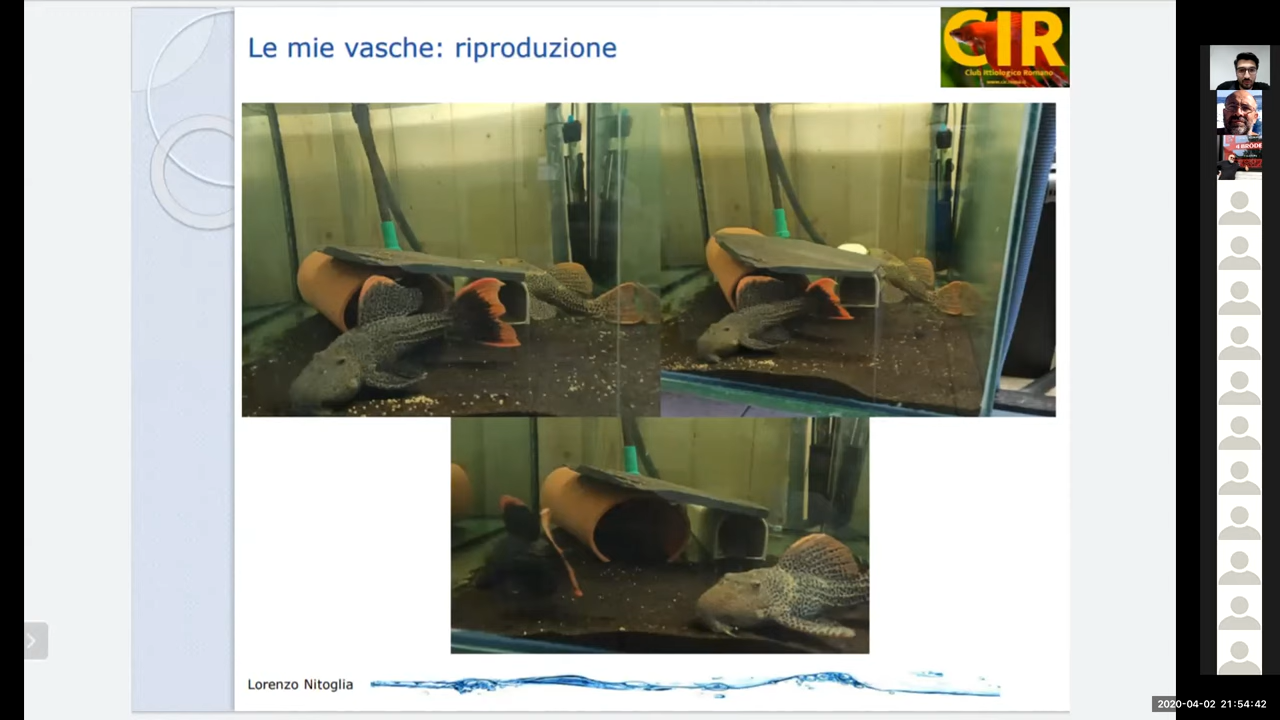 Le mie vasche: riproduzione
CIR
Club Ittiologico Romano
Lorenzo Nitoglia
2020-04-02 21:54:42